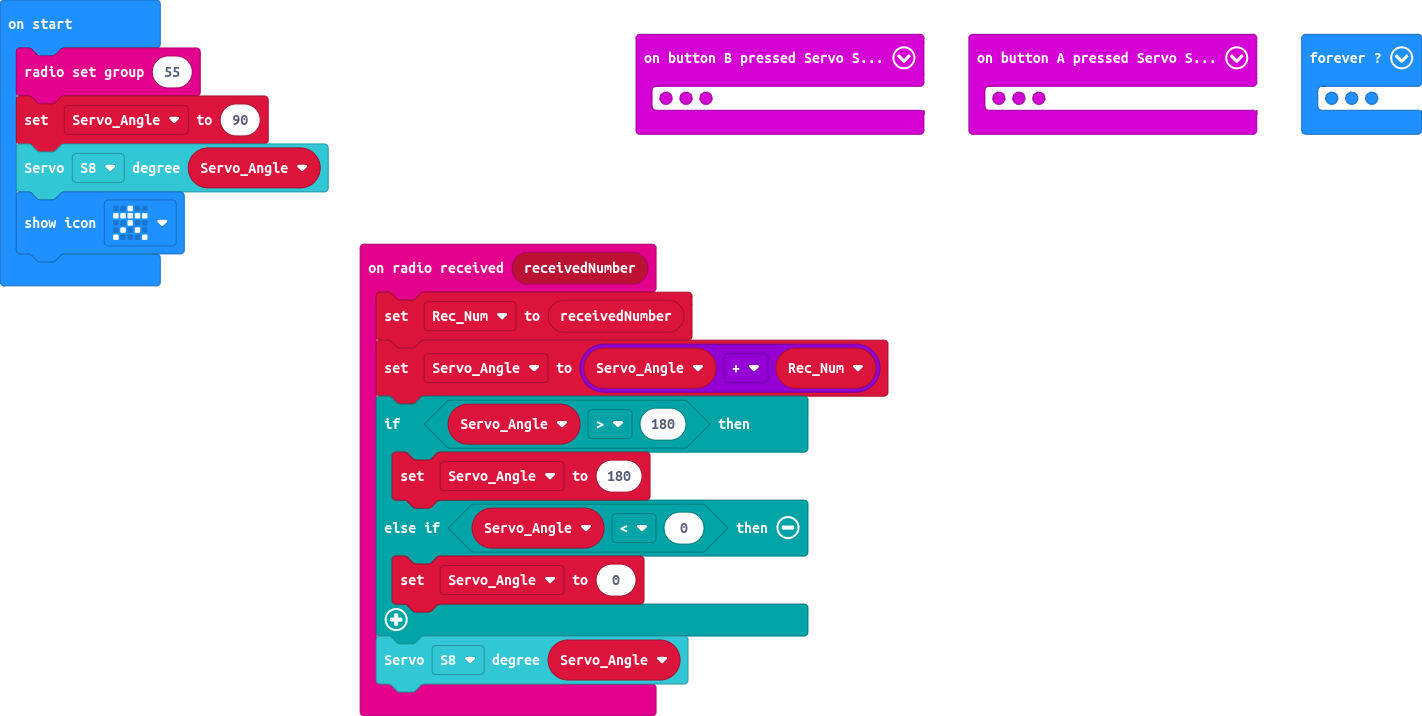 on start
radio set group 55
set Servo_Angle to 90
Servo S8 degree Servo_Angle
show icon
on button B pressed Servo S...
on button A pressed Servo S...
forever ?
on radio received receivedNumber
set Rec_Num to receivedNumber
set Servo_Angle to Servo_Angle + Rec_Num
if Servo_Angle > 180 then
set Servo_Angle to 180
else if Servo_Angle < 0 then
set Servo_Angle to 0
Servo S8 degree Servo_Angle